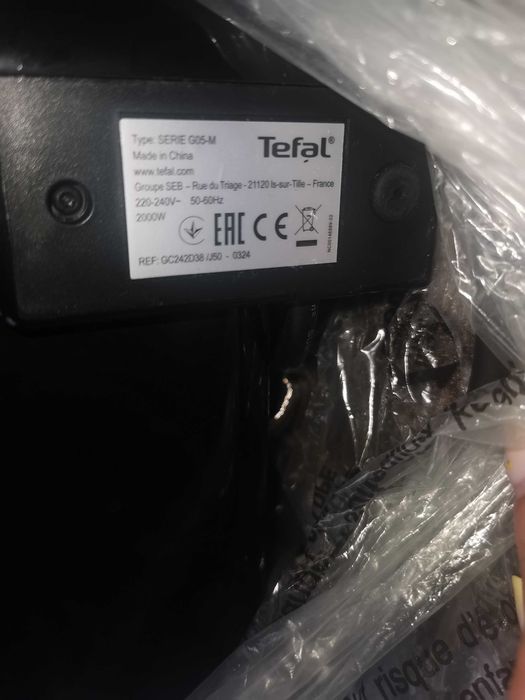 Type: SERIE G05-M
Made in China
www.tefal.com
Tefal®
Groupe SEB – Rue du Triage - 21120 Is-sur-Tille – France
220-240V~ 50-60Hz
2000W
EAC CE
REF: GC242D38 /J50 - 0324
risque d'é